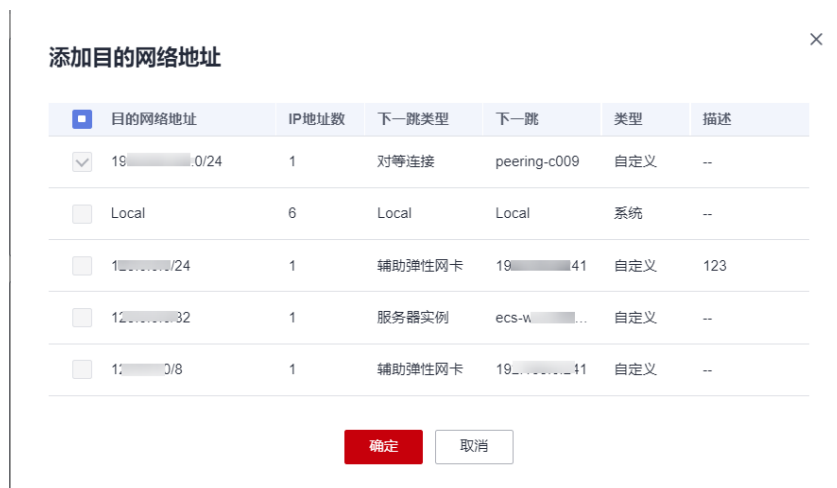 添加目的网络地址
目的网络地址 IP地址数 下一跳类型 下一跳 类型 描述
19 .0/24 1 对等连接 peering-c009 自定义 --
Local 6 Local Local 系统 --
/24 1 辅助弹性网卡 19 41 自定义 123
32 1 服务器实例 ecs-w ... 自定义 --
0/8 1 辅助弹性网卡 41 自定义 --
确定 取消